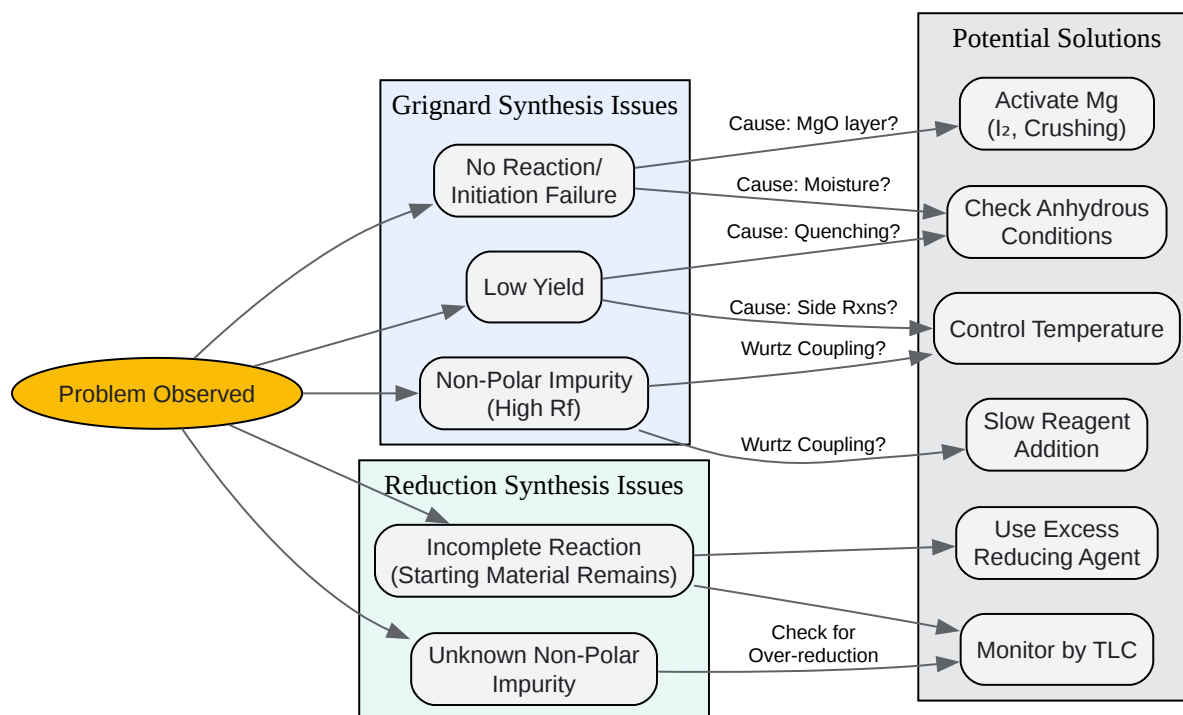 Problem Observed
Grignard Synthesis Issues
No Reaction/
Initiation Failure
Low Yield
Non-Polar Impurity
(High Rf)
Reduction Synthesis Issues
Incomplete Reaction
(Starting Material Remains)
Unknown Non-Polar
Impurity
Cause: MgO layer?
Cause: Moisture?
Cause: Quenching?
Cause: Side Rxns?
Wurtz Coupling?
Wurtz Coupling?
Check for
Over-reduction
Potential Solutions
Activate Mg
(I₂, Crushing)
Check Anhydrous
Conditions
Control Temperature
Slow Reagent
Addition
Use Excess
Reducing Agent
Monitor by TLC